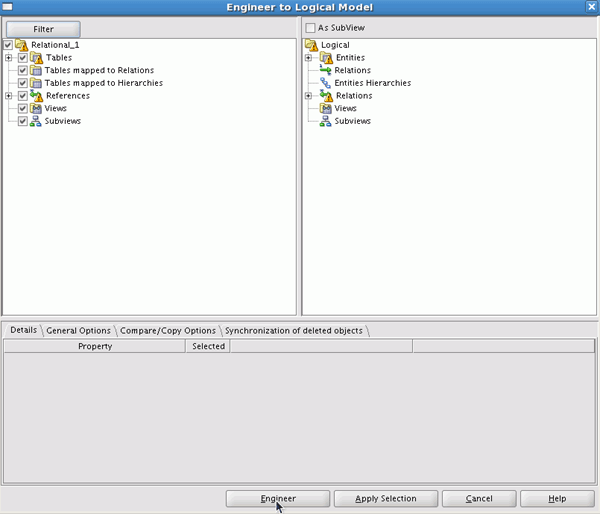 Engineer to Logical Model
Filter
As SubView
Relational_1
Tables
Tables mapped to Relations
Tables mapped to Hierarchies
References
Views
Subviews
Logical
Entities
Relations
Entities Hierarchies
Relations
Views
Subviews
Details General Options Compare/Copy Options Synchronization of deleted objects
Property Selected
Engineer Apply Selection Cancel Help